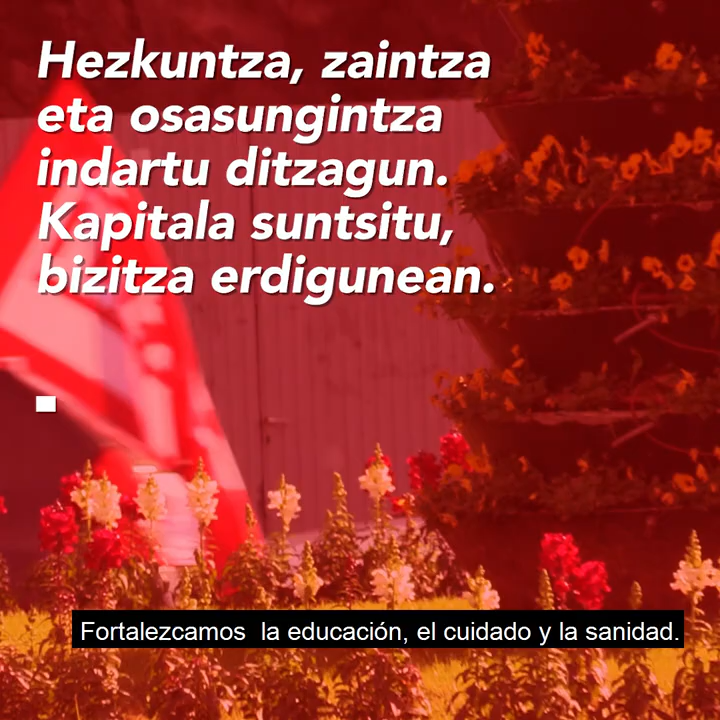 Hezkuntza, zaintza
eta osasungintza
indartu ditzagun.
Kapitala suntsitu,
bizitza erdigunean.
Fortalezcamos  la educación, el cuidado y la sanidad.